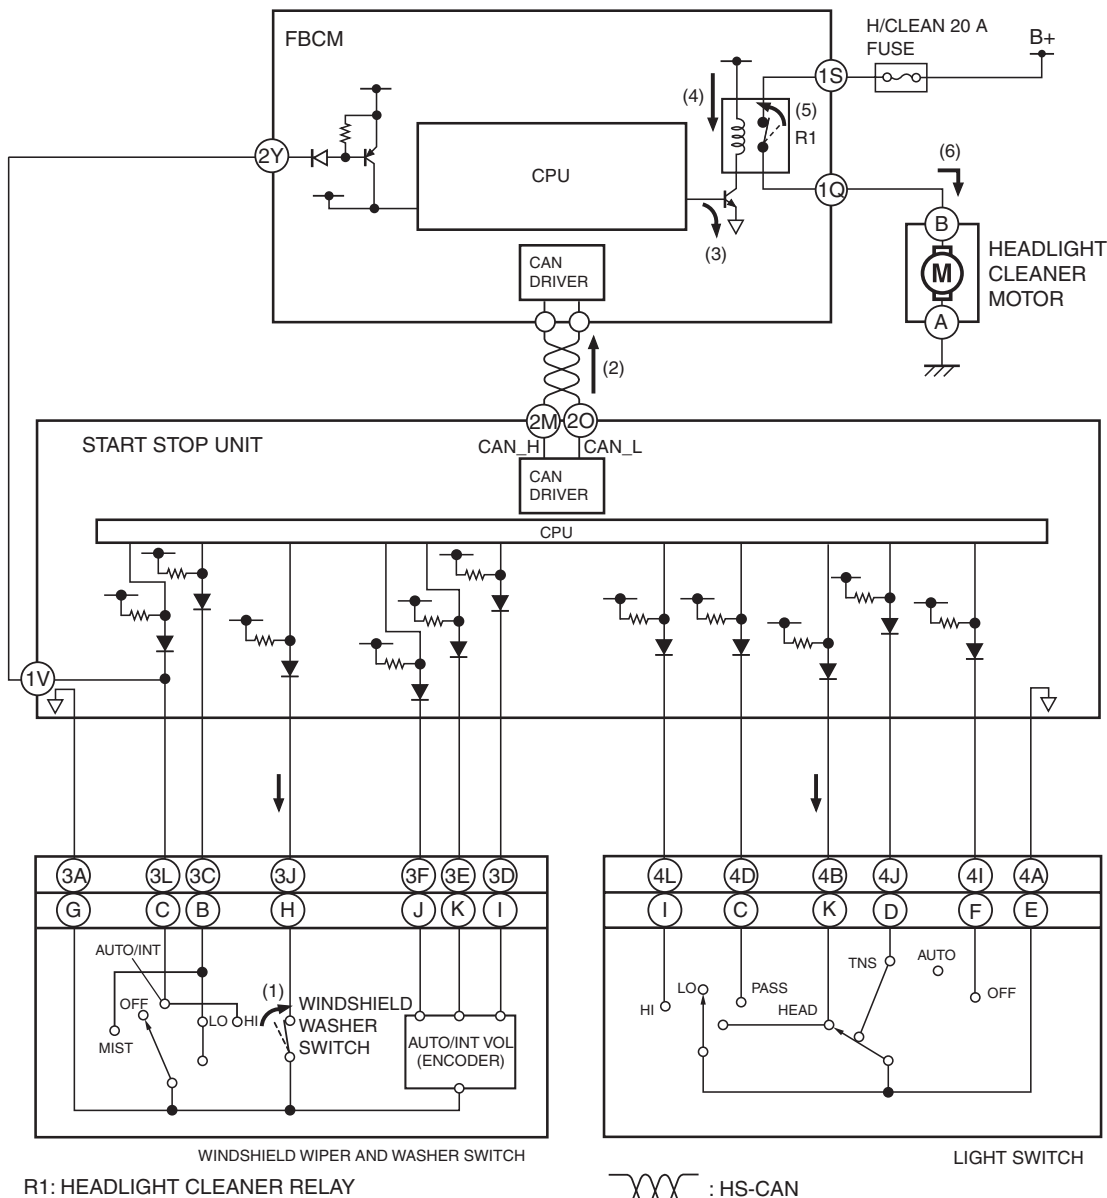 FBCM
H/CLEAN 20 A
FUSE
B+
1S
(4)
(5)
R1
2Y
CPU
(6)
1Q
(3)
B
M
A
HEADLIGHT
CLEANER
MOTOR
CAN
DRIVER
(2)
START STOP UNIT
2M
2O
CAN_H
CAN_L
CAN
DRIVER
CPU
1V
3A
3L
3C
3J
3F
3E
3D
G
C
B
H
J
K
I
4L
4D
4B
4J
4I
4A
I
C
K
D
F
E
AUTO/INT
OFF
MIST
LO
HI
(1)
WINDSHIELD
WASHER
SWITCH
AUTO/INT VOL
(ENCODER)
HI
LO
PASS
HEAD
TNS
AUTO
OFF
WINDSHIELD WIPER AND WASHER SWITCH
LIGHT SWITCH
R1: HEADLIGHT CLEANER RELAY
: HS-CAN